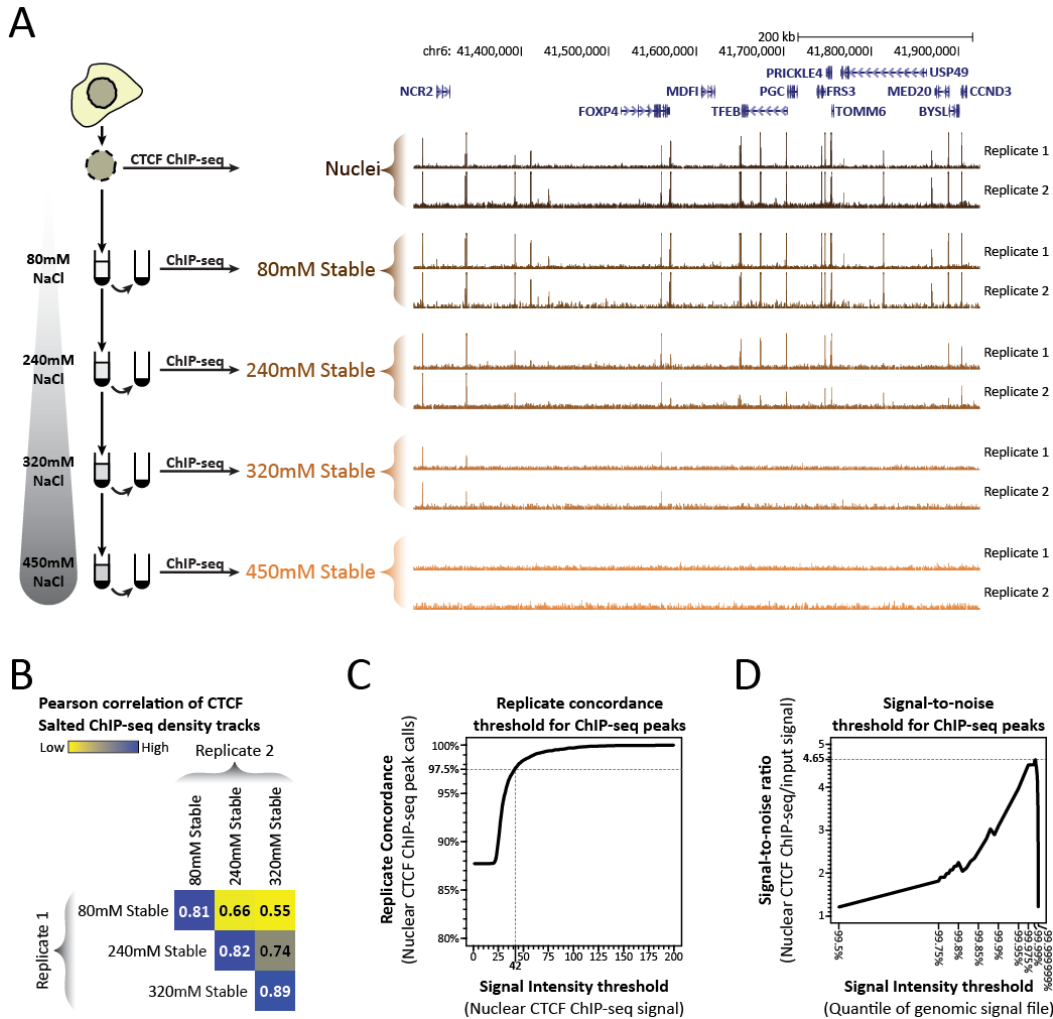 A
200 kb
chr6: 41,400,000 41,500,000 41,600,000 41,700,000 41,800,000 41,900,000
PRICKLE4 USP49
NCR2 MDFI PGC FRS3 MED20 CCND3
FOXP4 TFEB TOMM6 BYSL
CTCF ChIP-seq
Nuclei
Replicate 1
Replicate 2
80mM
NaCl
ChIP-seq
80mM Stable
Replicate 1
Replicate 2
240mM
NaCl
ChIP-seq
240mM Stable
Replicate 1
Replicate 2
320mM
NaCl
ChIP-seq
320mM Stable
Replicate 1
Replicate 2
450mM
NaCl
ChIP-seq
450mM Stable
Replicate 1
Replicate 2
B
Pearson correlation of CTCF
Salted ChIP-seq density tracks
Low High
Replicate 2
80mM Stable
240mM Stable
320mM Stable
Replicate 1
80mM Stable 0.81 0.66 0.55
240mM Stable 0.82 0.74
320mM Stable 0.89
C
Replicate concordance
threshold for ChIP-seq peaks
Replicate Concordance
(Nuclear CTCF ChIP-seq peak calls)
100%
97.5%
95%
90%
85%
80%
0 25 50 75 100 125 150 175 200
42
Signal Intensity threshold
(Nuclear CTCF ChIP-seq signal)
D
Signal-to-noise
threshold for ChIP-seq peaks
Signal-to-noise ratio
(Nuclear CTCF ChIP-seq/input signal)
5
4.65
4
3
2
1
99.5%
99.75%
99.8%
99.85%
99.9%
99.95%
99.975%
99.99%
Signal Intensity threshold
(Quantile of genomic signal file)